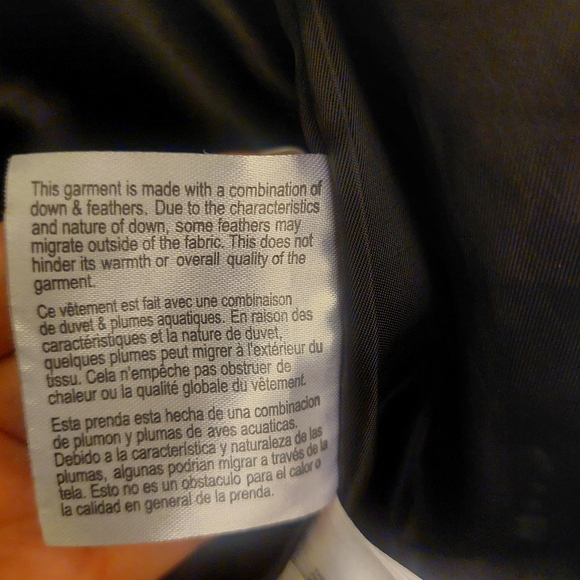 This garment is made with a combination of
down & feathers. Due to the characteristics
and nature of down, some feathers may
migrate outside of the fabric. This does not
hinder its warmth or overall quality of the
garment.
Ce vêtement est fait avec une combinaison
de duvet & plumes aquatiques. En raison des
caractéristiques et la nature de duvet,
quelques plumes peut migrer à l'extérieur du
tissu. Cela n'empêche pas obstruer de
chaleur ou la qualité globale du vêtement.
Esta prenda esta hecha de una combinacion
de plumon y plumas de aves acuaticas.
Debido a la característica y naturaleza de las
plumas, algunas podrian migrar a través de la
tela. Esto no es un obstaculo para el calor o
la calidad en general de la prenda.